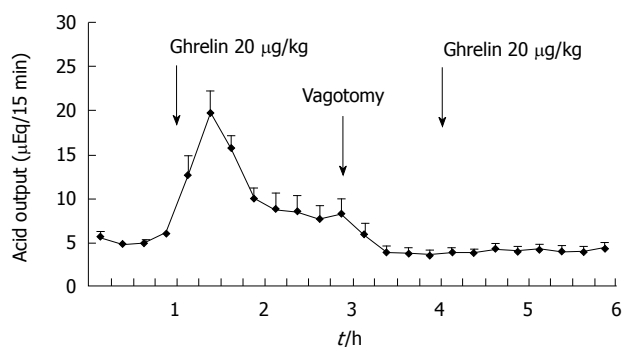 30
Ghrelin 20 μg/kg
Ghrelin 20 μg/kg
25
Vagotomy
20
15
10
5
0
Acid output (μEq/15 min)
1 2 3 4 5 6
t/h